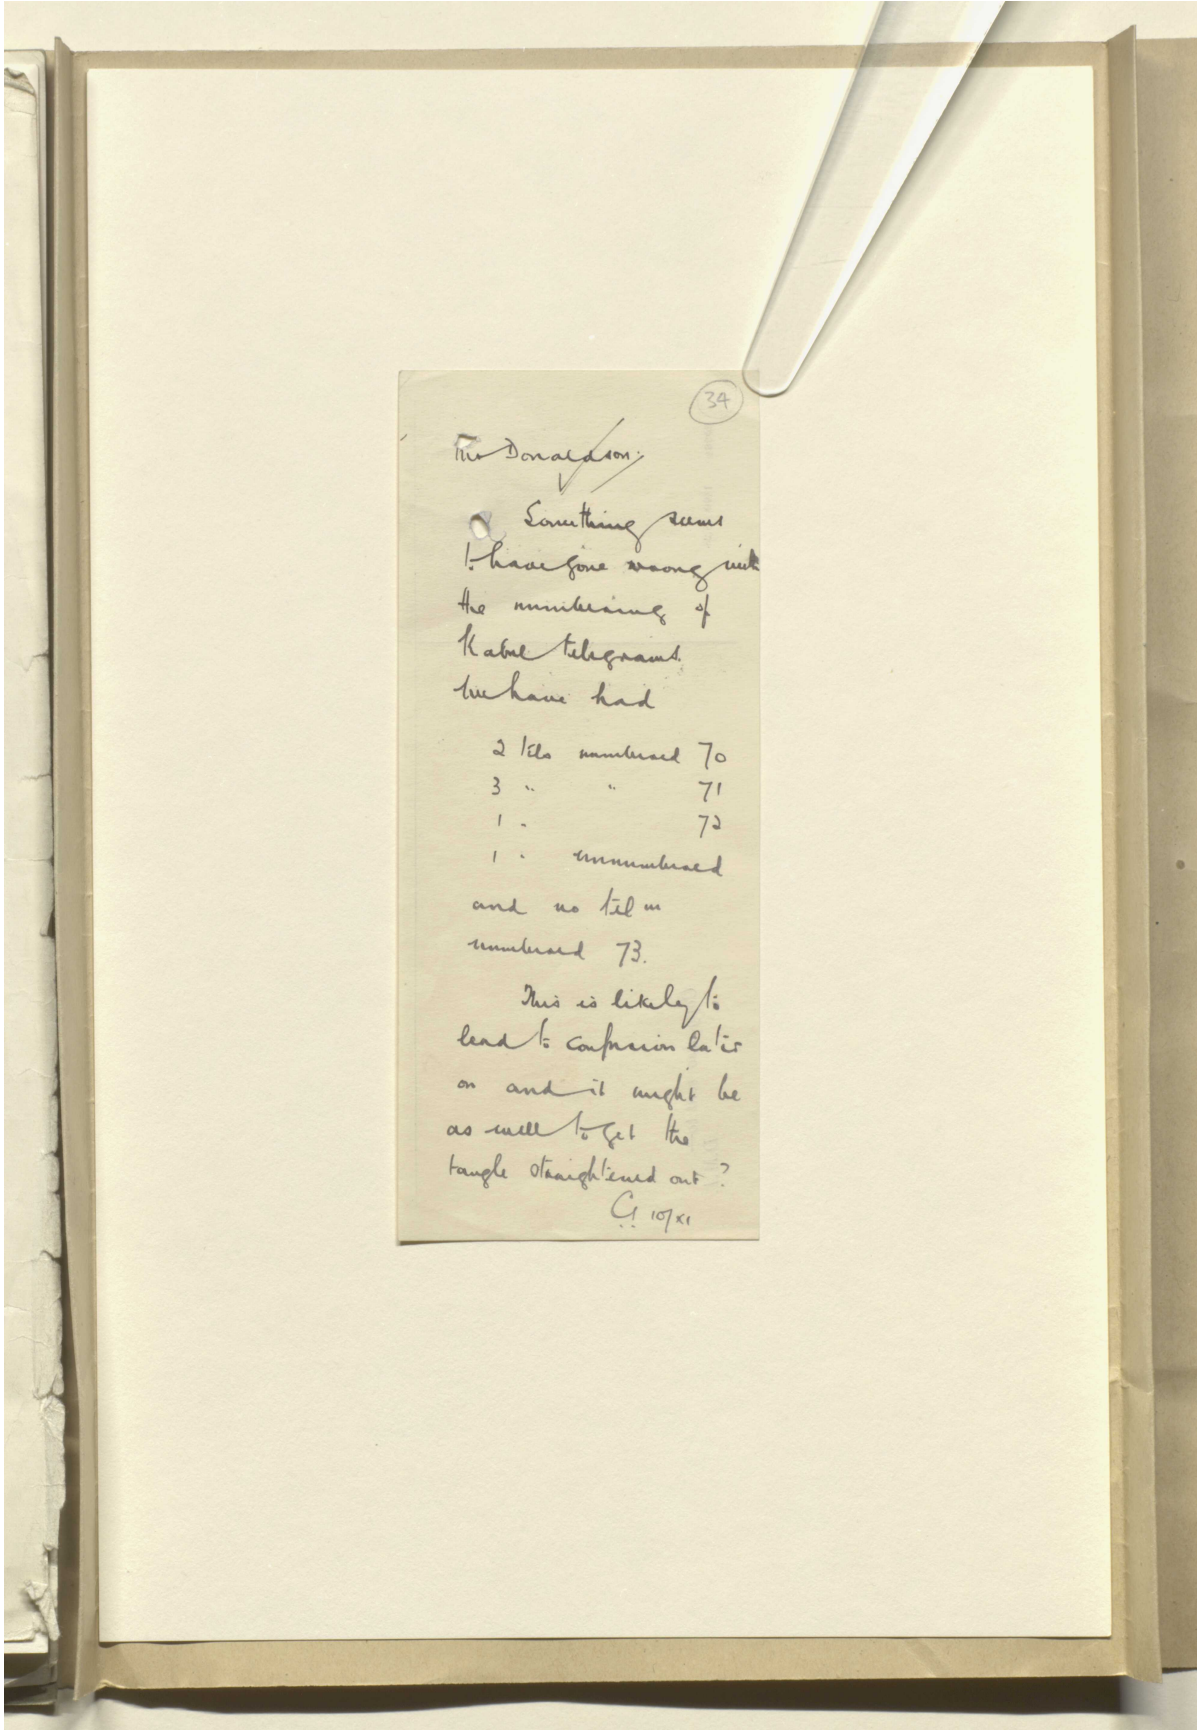 34
Mr Donaldson.
Something seems
to have gone wrong with
the numbering of
Kabul telegrams.
We have had
2 tels numbered 70
3 " " 71
1 " 72
1 " unnumbered
and no telm
numbered 73.
This is likely to
lead to confusion later
on and it might be
as well to get the
tangle straightened out?
10/XI